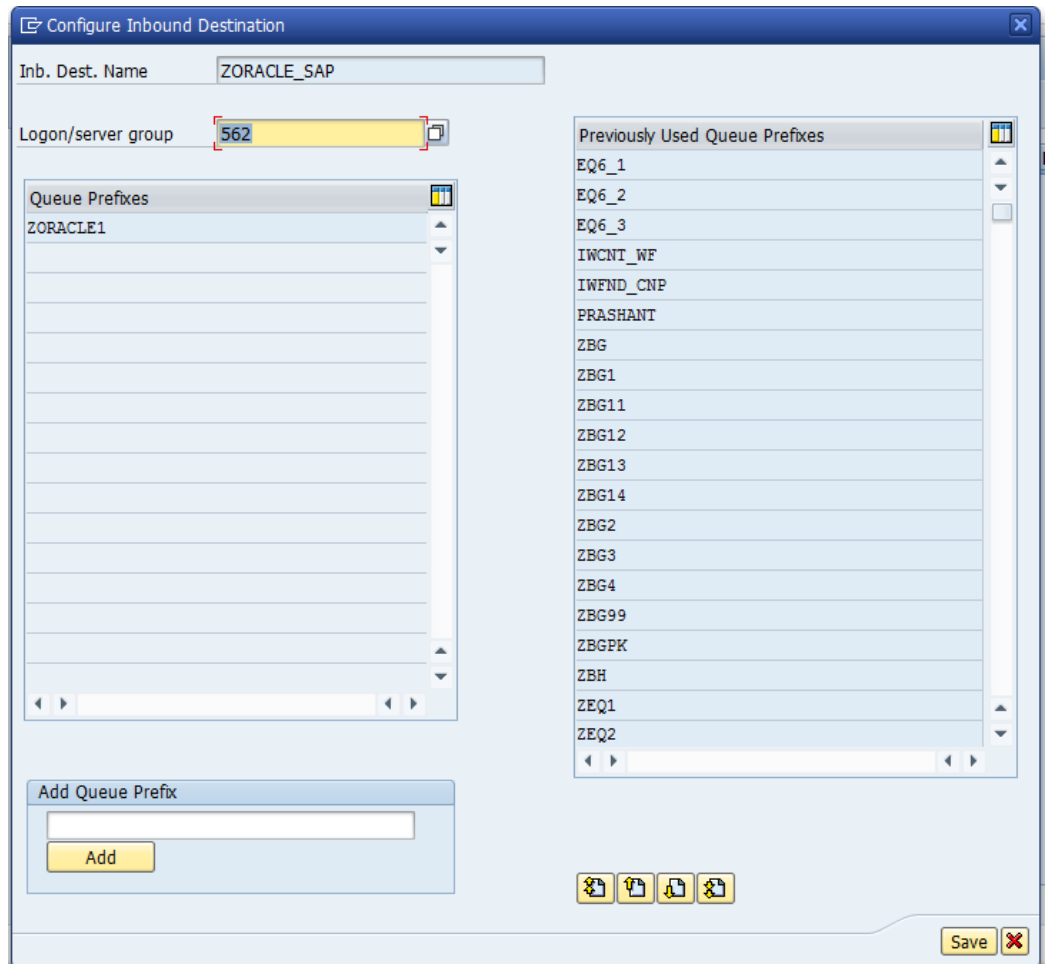 Configure Inbound Destination
Inb. Dest. Name ZORACLE_SAP
Logon/server group 562
Queue Prefixes
ZORACLE1
Previously Used Queue Prefixes
EQ6_1
EQ6_2
EQ6_3
IWCNT_WF
IWFND_CNP
PRASHANT
ZBG
ZBG1
ZBG11
ZBG12
ZBG13
ZBG14
ZBG2
ZBG3
ZBG4
ZBG99
ZBGPK
ZBH
ZEQ1
ZEQ2
Add Queue Prefix
Add
Save